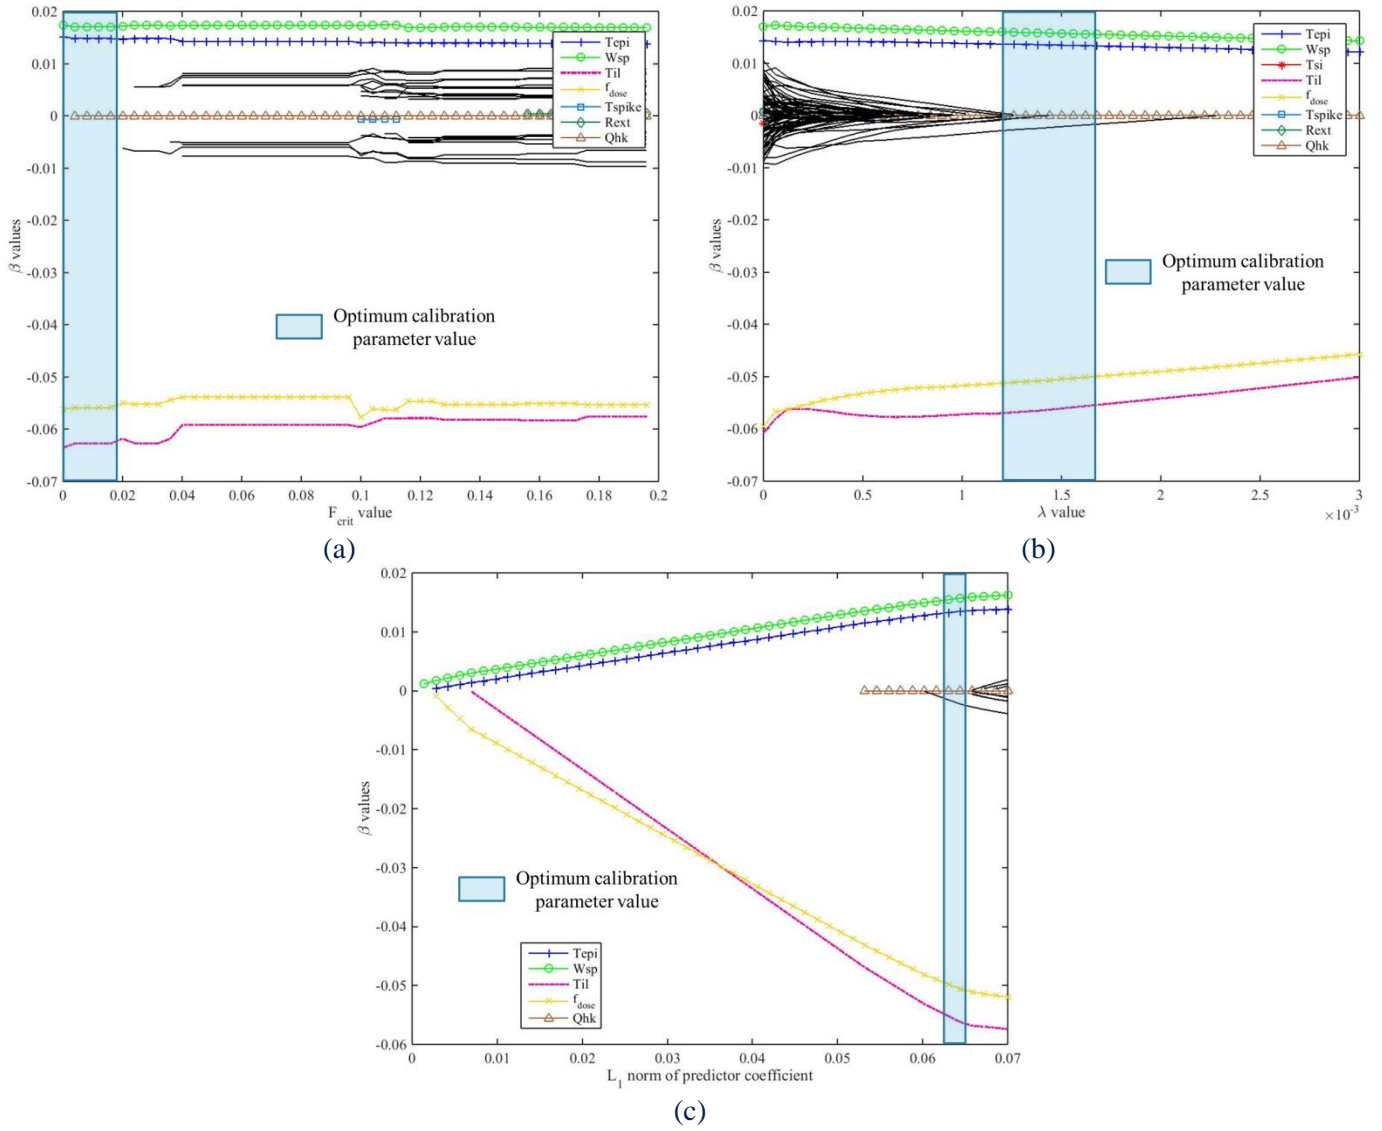 0.02
0.01
0
-0.01
-0.02
-0.03
-0.04
-0.05
-0.06
-0.07
β values
0 0.02 0.04 0.06 0.08 0.1 0.12 0.14 0.16 0.18 0.2
F_crit value
Tepi
Wsp
Til
f_dose
Tspike
Rext
Qhk
Optimum calibration
parameter value
(a)
0.02
0.01
0
-0.01
-0.02
-0.03
-0.04
-0.05
-0.06
-0.07
β values
0 0.5 1 1.5 2 2.5 3
λ value
×10^-3
Tepi
Wsp
Tsi
Til
f_dose
Tspike
Rext
Qhk
Optimum calibration
parameter value
(b)
0.02
0.01
0
-0.01
-0.02
-0.03
-0.04
-0.05
-0.06
β values
0 0.01 0.02 0.03 0.04 0.05 0.06 0.07
L_1 norm of predictor coefficient
Optimum calibration
parameter value
Tepi
Wsp
Til
f_dose
Qhk
(c)